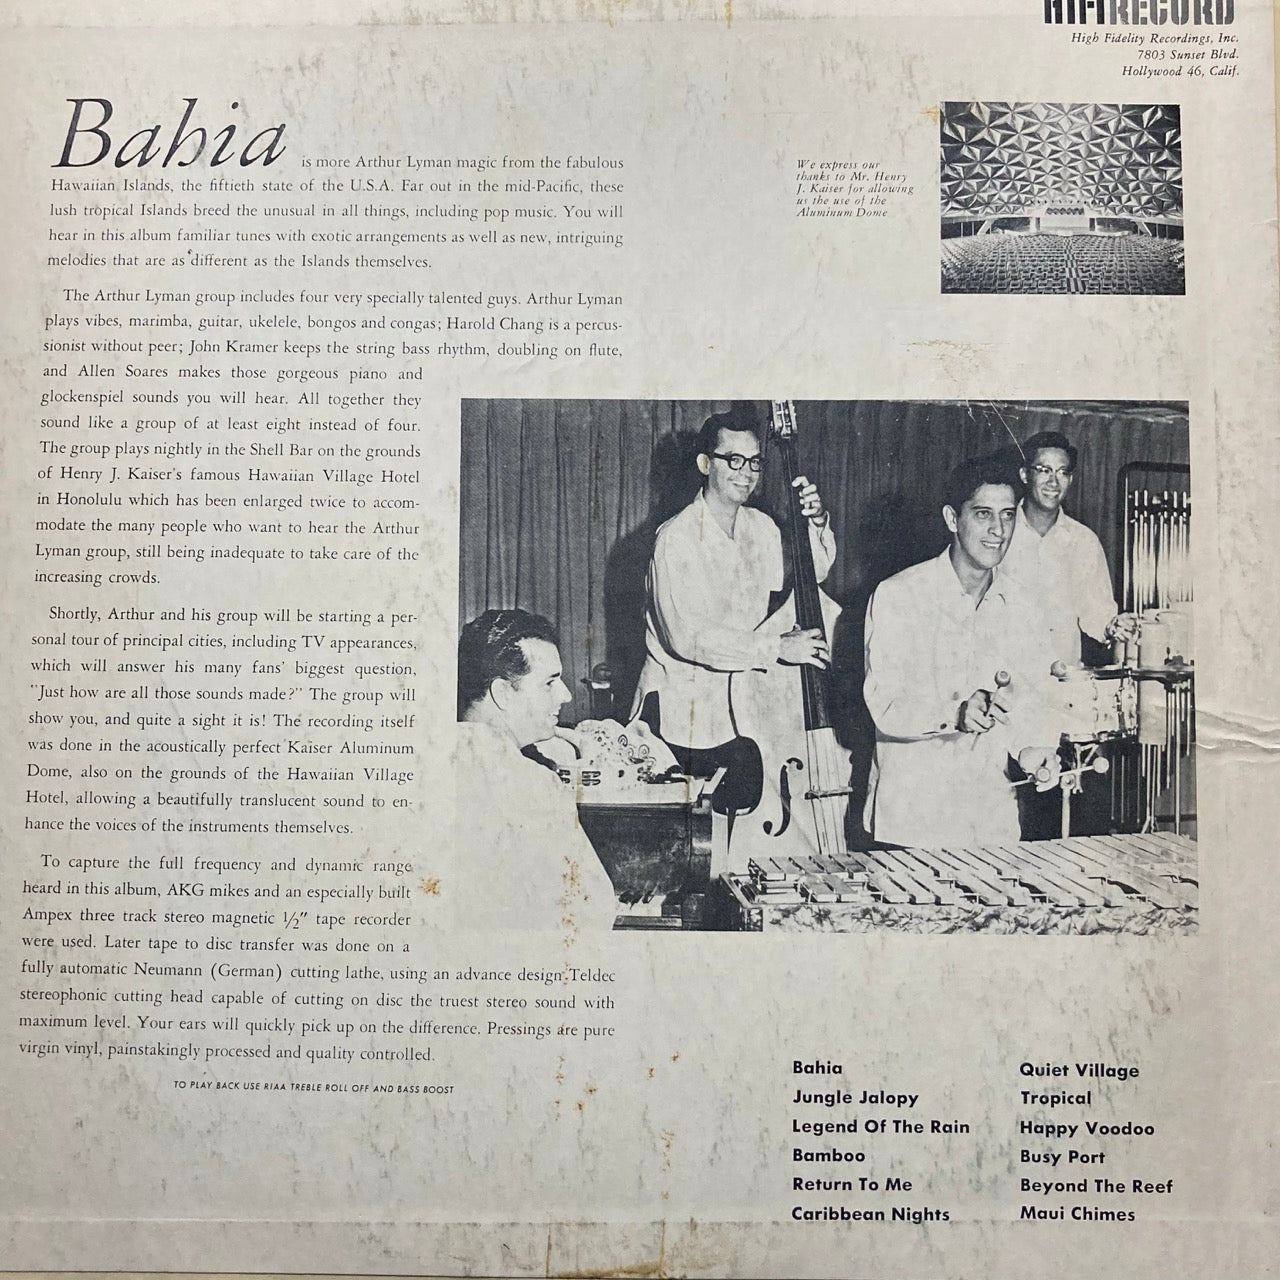 HIFIRECORD
High Fidelity Recordings, Inc.
7803 Sunset Blvd.
Hollywood 46, Calif.
Bahia is more Arthur Lyman magic from the fabulous
Hawaiian Islands, the fiftieth state of the U.S.A. Far out in the mid-Pacific, these
lush tropical Islands breed the unusual in all things, including pop music. You will
hear in this album familiar tunes with exotic arrangements as well as new, intriguing
melodies that are as different as the Islands themselves.
We express our
thanks to Mr. Henry
J. Kaiser for allowing
us the use of the
Aluminum Dome
The Arthur Lyman group includes four very specially talented guys. Arthur Lyman
plays vibes, marimba, guitar, ukelele, bongos and congas; Harold Chang is a percus-
sionist without peer; John Kramer keeps the string bass rhythm, doubling on flute,
and Allen Soares makes those gorgeous piano and
glockenspiel sounds you will hear. All together they
sound like a group of at least eight instead of four.
The group plays nightly in the Shell Bar on the grounds
of Henry J. Kaiser's famous Hawaiian Village Hotel
in Honolulu which has been enlarged twice to accom-
modate the many people who want to hear the Arthur
Lyman group, still being inadequate to take care of the
increasing crowds.
Shortly, Arthur and his group will be starting a per-
sonal tour of principal cities, including TV appearances,
which will answer his many fans' biggest question,
"Just how are all those sounds made?" The group will
show you, and quite a sight it is! The recording itself
was done in the acoustically perfect Kaiser Aluminum
Dome, also on the grounds of the Hawaiian Village
Hotel, allowing a beautifully translucent sound to en-
hance the voices of the instruments themselves.
To capture the full frequency and dynamic range
heard in this album, AKG mikes and an especially built
Ampex three track stereo magnetic ½" tape recorder
were used. Later tape to disc transfer was done on a
fully automatic Neumann (German) cutting lathe, using an advance design Teldec
stereophonic cutting head capable of cutting on disc the truest stereo sound with
maximum level. Your ears will quickly pick up on the difference. Pressings are pure
virgin vinyl, painstakingly processed and quality controlled.
TO PLAY BACK USE RIAA TREBLE ROLL OFF AND BASS BOOST
Bahia
Jungle Jalopy
Legend Of The Rain
Bamboo
Return To Me
Caribbean Nights
Quiet Village
Tropical
Happy Voodoo
Busy Port
Beyond The Reef
Maui Chimes